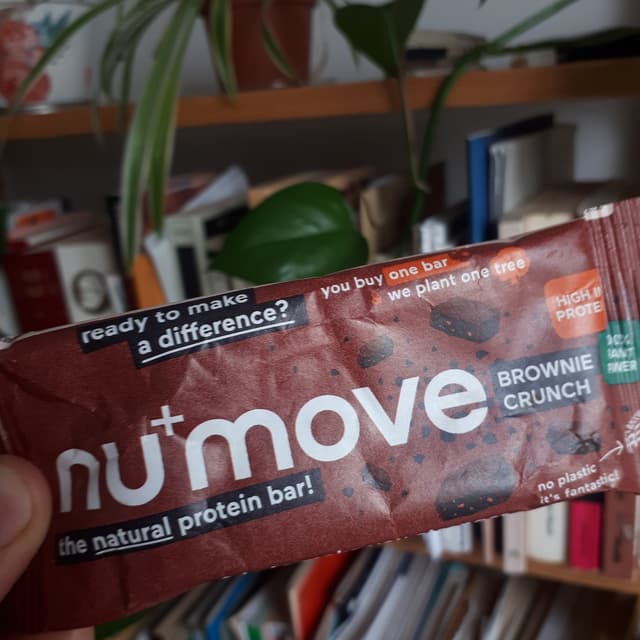 ready to make
a difference?
you buy one bar
we plant one tree
HIGH IN
nu+move
BROWNIE
CRUNCH
the natural protein bar!
no plastic
it's fantastic!